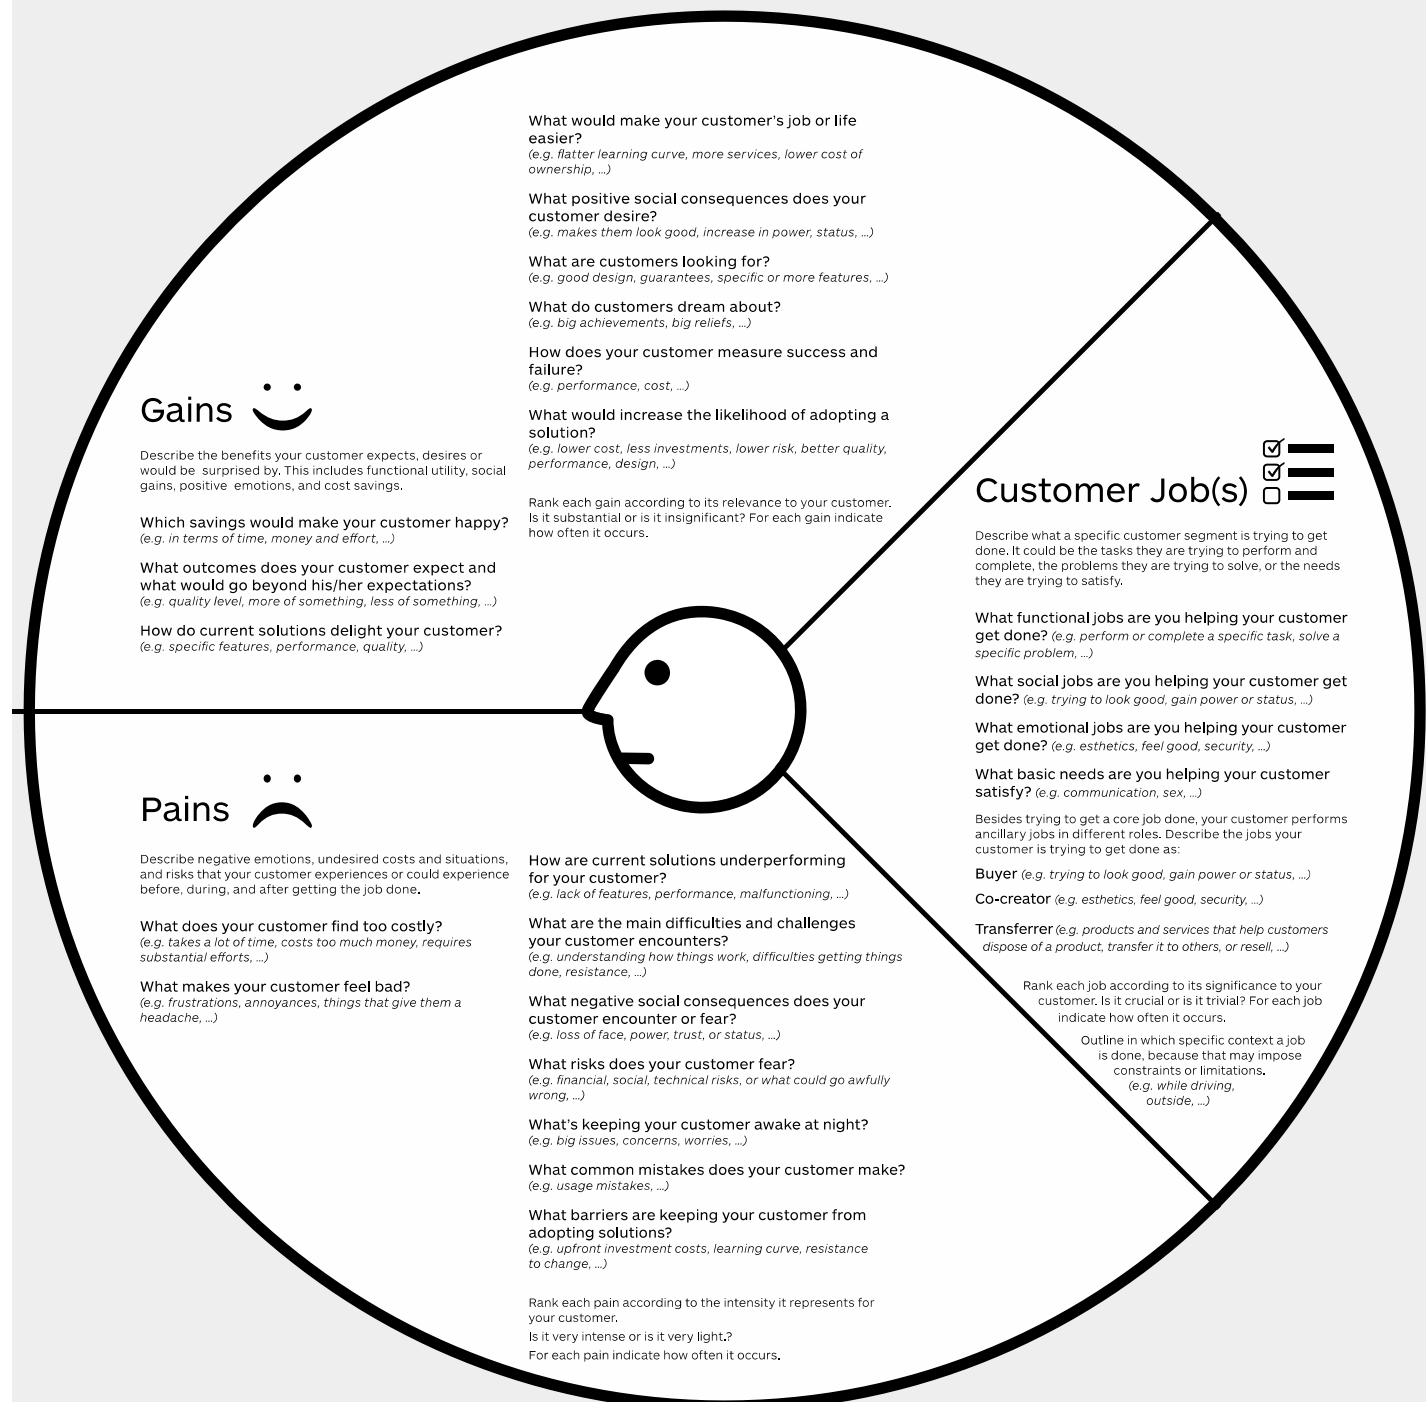 Gains
Describe the benefits your customer expects, desires or
would be  surprised by. This includes functional utility, social
gains, positive  emotions, and cost savings.
Which savings would make your customer happy?
(e.g. in terms of time, money and effort, …)
What outcomes does your customer expect and
what would go beyond his/her expectations?
(e.g. quality level, more of something, less of something, …)
How do current solutions delight your customer?
(e.g. specific features, performance, quality, …)
What would make your customer’s job or life
easier?
(e.g. flatter learning curve, more services, lower cost of
ownership, …)
What positive social consequences does your
customer desire?
(e.g. makes them look good, increase in power, status, …)
What are customers looking for?
(e.g. good design, guarantees, specific or more features, …)
What do customers dream about?
(e.g. big achievements, big reliefs, …)
How does your customer measure success and
failure?
(e.g. performance, cost, …)
What would increase the likelihood of adopting a
solution?
(e.g. lower cost, less investments, lower risk, better quality,
performance, design, …)
Rank each gain according to its relevance to your customer.
Is it substantial or is it insignificant? For each gain indicate
how often it occurs.
Customer Job(s)
Describe what a specific customer segment is trying to get
done. It could be the tasks they are trying to perform and
complete, the problems they are trying to solve, or the needs
they are trying to satisfy.
What functional jobs are you helping your customer
get done? (e.g. perform or complete a specific task, solve a
specific problem, …)
What social jobs are you helping your customer get
done? (e.g. trying to look good, gain power or status, …)
What emotional jobs are you helping your customer
get done? (e.g. esthetics, feel good, security, …)
What basic needs are you helping your customer
satisfy? (e.g. communication, sex, …)
Besides trying to get a core job done, your customer performs
ancillary jobs in different roles. Describe the jobs your
customer is trying to get done as:
Buyer (e.g. trying to look good, gain power or status, …)
Co-creator (e.g. esthetics, feel good, security, …)
Transferrer (e.g. products and services that help customers
dispose of a product, transfer it to others, or resell, …)
Rank each job according to its significance to your
customer. Is it crucial or is it trivial? For each job
indicate how often it occurs.
Outline in which specific context a job
is done, because that may impose
constraints or limitations.
(e.g. while driving,
outside, …)
Pains
Describe negative emotions, undesired costs and situations,
and risks that your customer experiences or could experience
before, during, and after getting the job done.
What does your customer find too costly?
(e.g. takes a lot of time, costs too much money, requires
substantial efforts, …)
What makes your customer feel bad?
(e.g. frustrations, annoyances, things that give them a
headache, …)
How are current solutions underperforming
for your customer?
(e.g. lack of features, performance, malfunctioning, …)
What are the main difficulties and challenges
your customer encounters?
(e.g. understanding how things work, difficulties getting things
done, resistance, …)
What negative social consequences does your
customer encounter or fear?
(e.g. loss of face, power, trust, or status, …)
What risks does your customer fear?
(e.g. financial, social, technical risks, or what could go awfully
wrong, …)
What’s keeping your customer awake at night?
(e.g. big issues, concerns, worries, …)
What common mistakes does your customer make?
(e.g. usage mistakes, …)
What barriers are keeping your customer from
adopting solutions?
(e.g. upfront investment costs, learning curve, resistance
to change, …)
Rank each pain according to the intensity it represents for
your customer.
Is it very intense or is it very light.?
For each pain indicate how often it occurs.